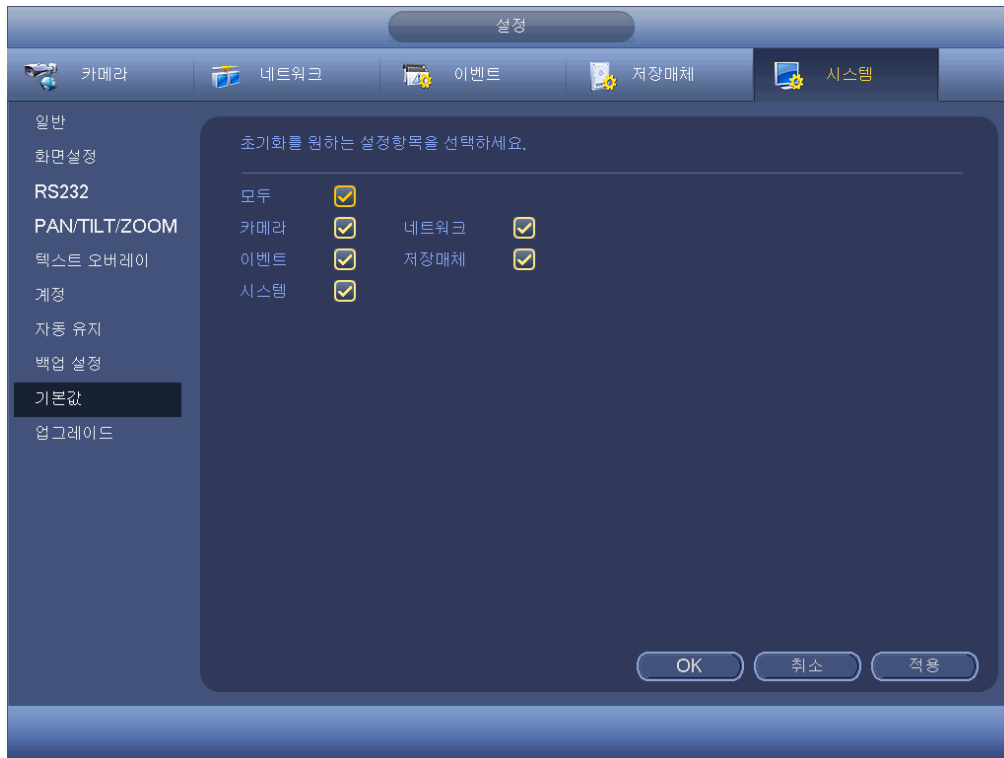 설정
카메라 네트워크 이벤트 저장매체 시스템
일반
화면설정
RS232
PAN/TILT/ZOOM
텍스트 오버레이
계정
자동 유지
백업 설정
기본값
업그레이드
초기화를 원하는 설정항목을 선택하세요.
모두
카메라 네트워크
이벤트 저장매체
시스템
OK 취소 적용